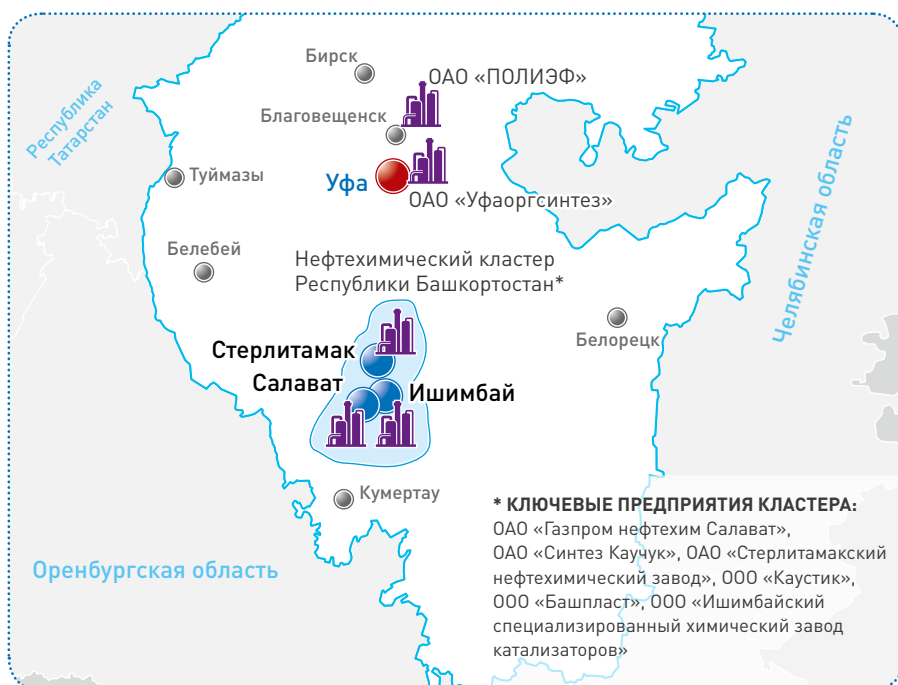 Бирск
ОАО «ПОЛИЭФ»
Республика
Татарстан
Благовещенск
Туймазы
Уфа
ОАО «Уфаоргсинтез»
Челябинская область
Белебей
Нефтехимический кластер
Республики Башкортостан*
Белорецк
Стерлитамак
Салават
Ишимбай
Кумертау
Оренбургская область
* КЛЮЧЕВЫЕ ПРЕДПРИЯТИЯ КЛАСТЕРА:
ОАО «Газпром нефтехим Салават»,
ОАО «Синтез Каучук», ОАО «Стерлитамакский
нефтехимический завод», ООО «Каустик»,
ООО «Башпласт», ООО «Ишимбайский
специализированный химический завод
катализаторов»